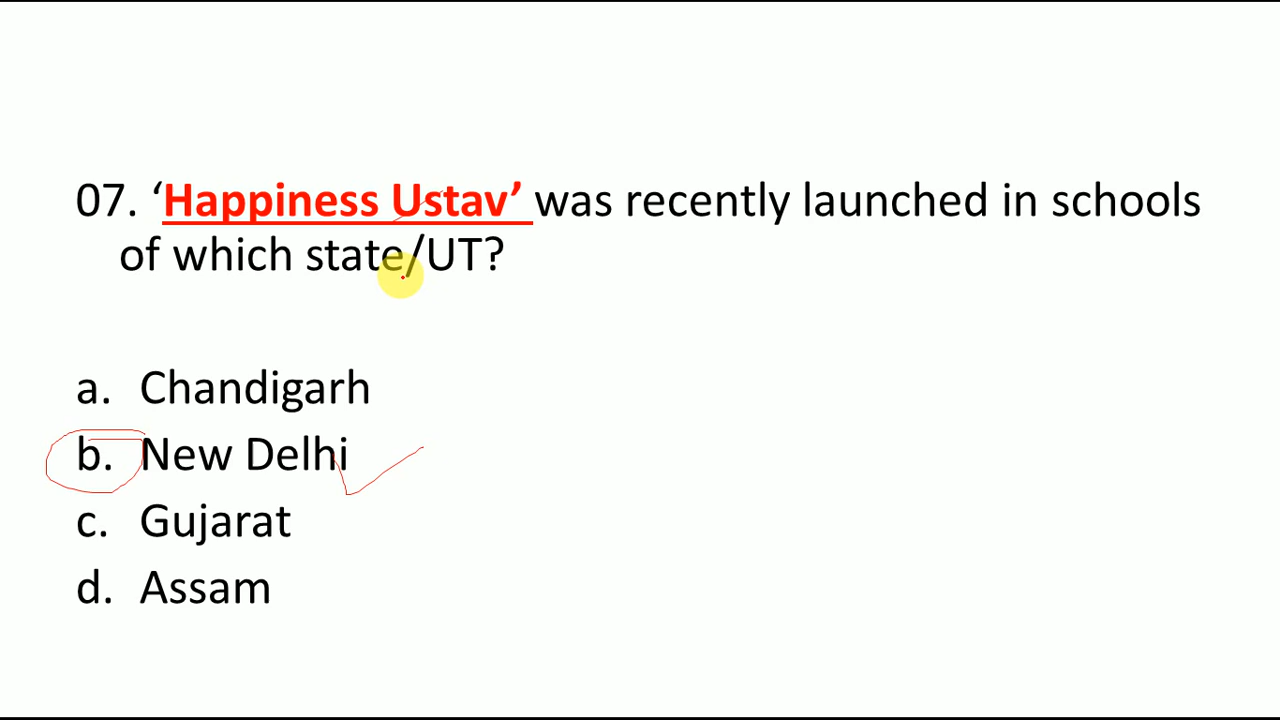 07. ‘Happiness Ustav’ was recently launched in schools
of which state/UT?
a. Chandigarh
b. New Delhi
c. Gujarat
d. Assam